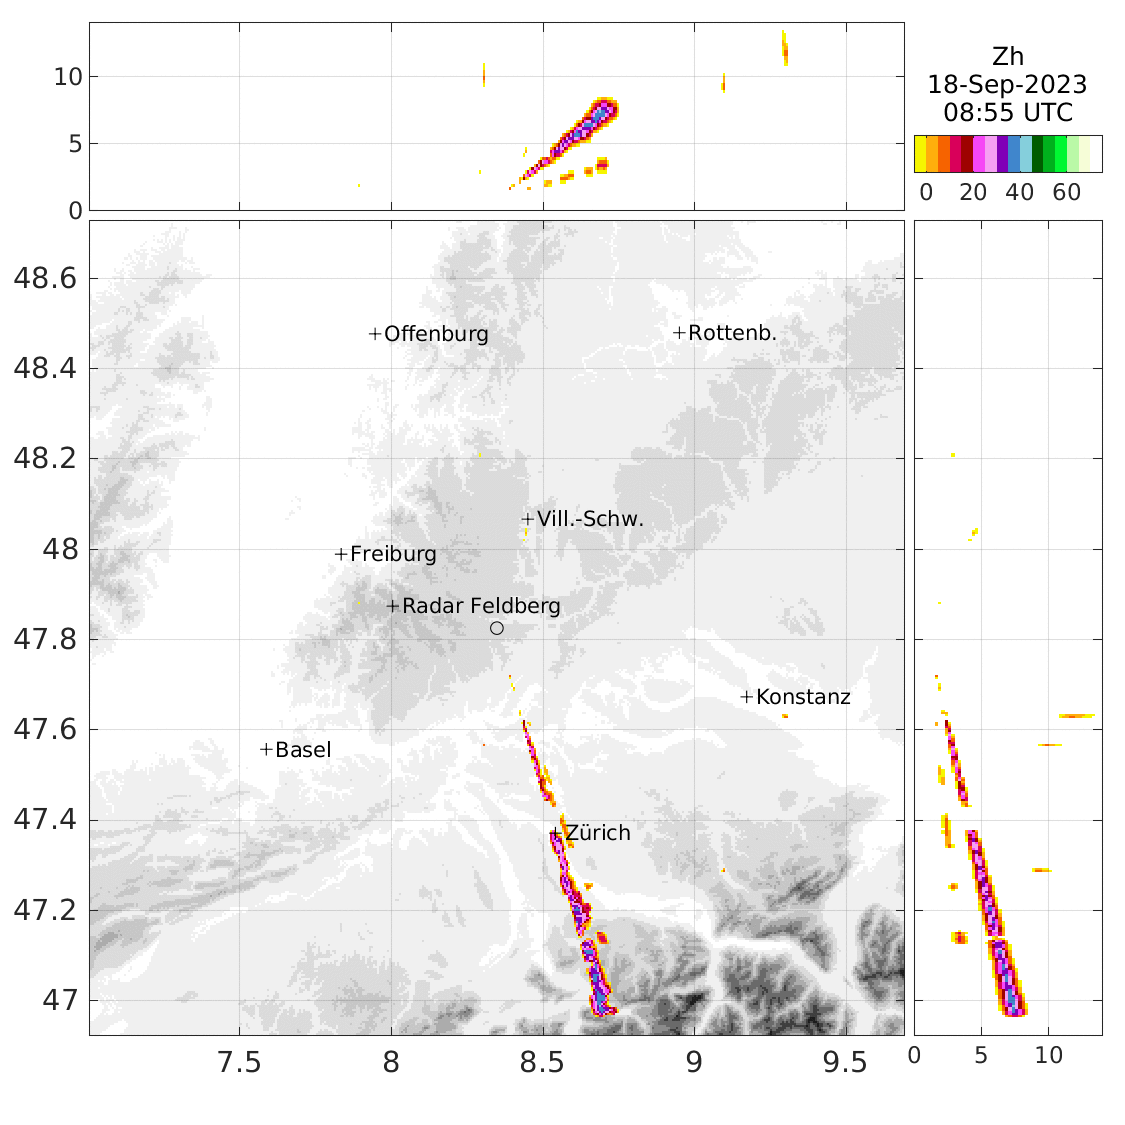 Zh
18-Sep-2023
08:55 UTC
0 20 40 60
10
5
0
48.6
48.4
48.2
48
47.8
47.6
47.4
47.2
47
Offenburg
Rottenb.
Vill.-Schw.
Freiburg
Radar Feldberg
Konstanz
Basel
Zürich
7.5 8 8.5 9 9.5
0 5 10